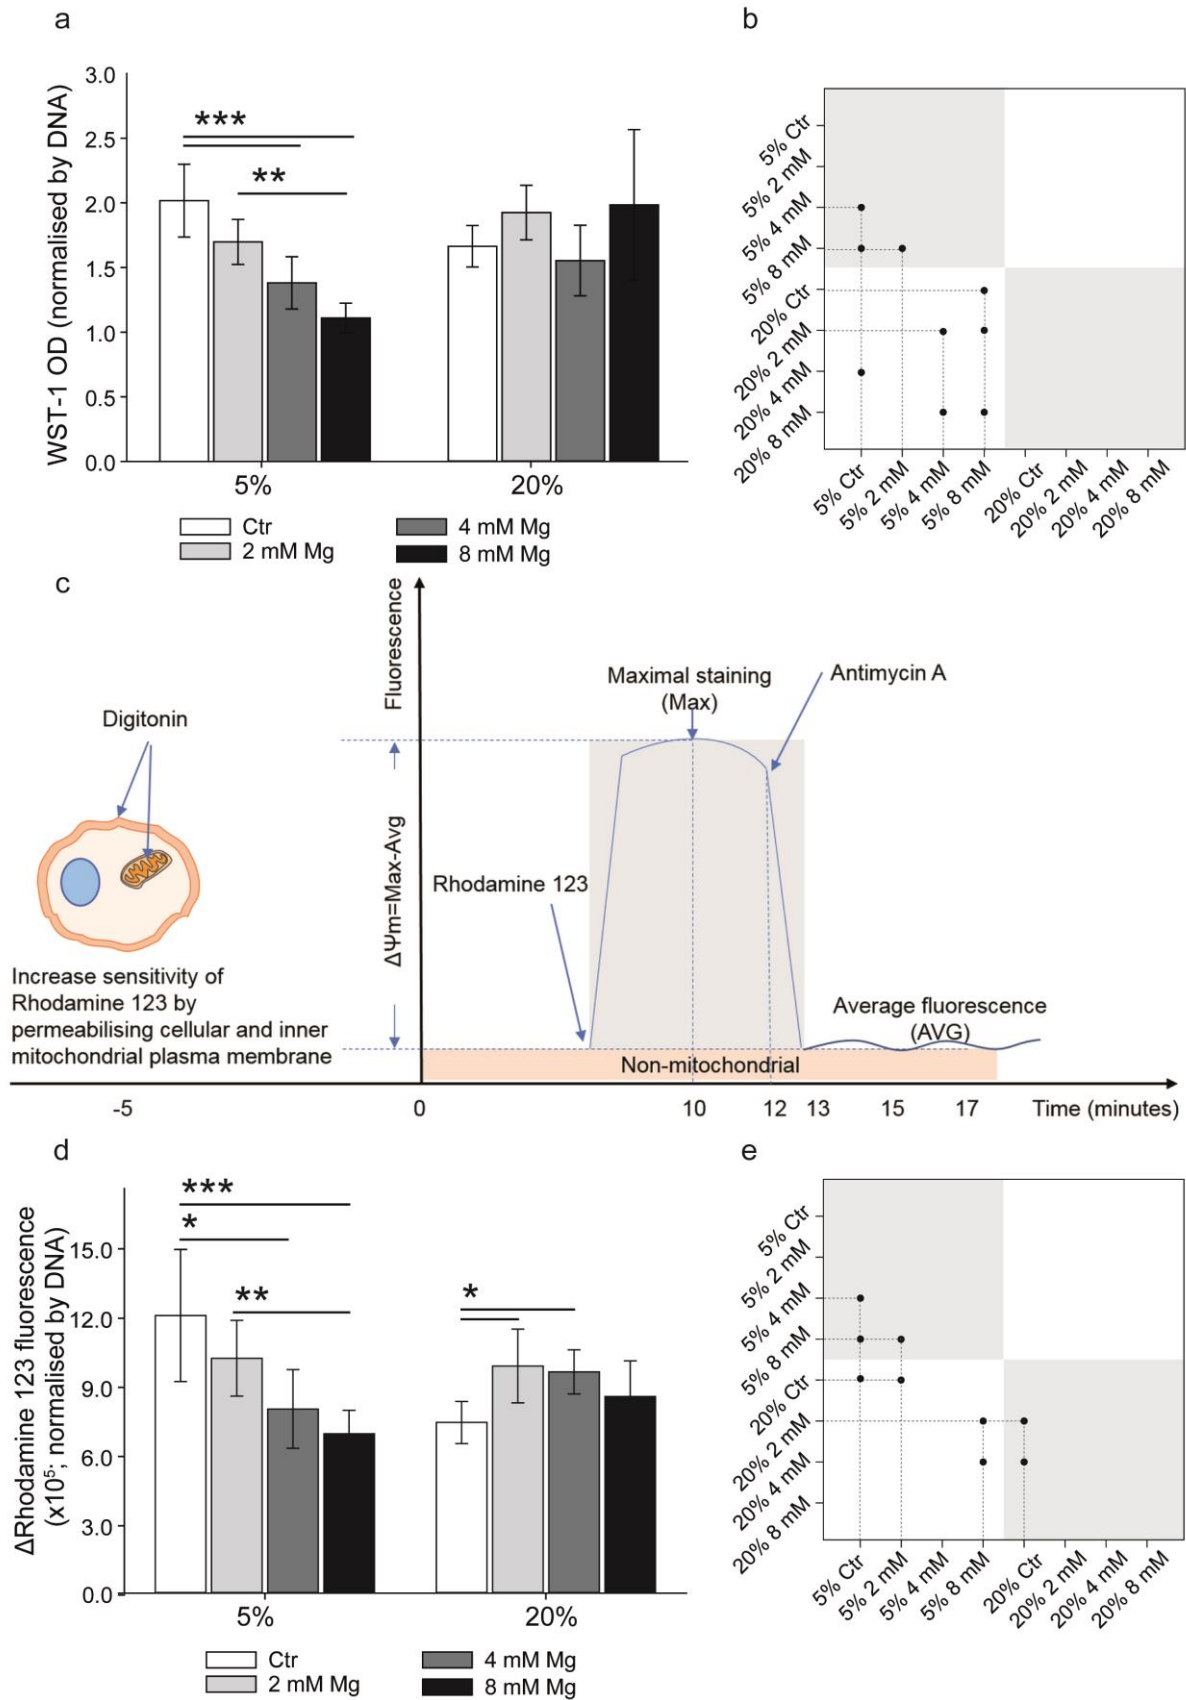 a
WST-1 OD (normalised by DNA)
3.0
2.5
2.0
1.5
1.0
0.5
0.0
***
**
5%
20%
Ctr
2 mM Mg
4 mM Mg
8 mM Mg
b
5% Ctr
5% 2 mM
5% 4 mM
5% 8 mM
20% Ctr
20% 2 mM
20% 4 mM
20% 8 mM
5% Ctr
5% 2 mM
5% 4 mM
5% 8 mM
20% Ctr
20% 2 mM
20% 4 mM
20% 8 mM
c
Digitonin
Increase sensitivity of
Rhodamine 123 by
permeabilising cellular and inner
mitochondrial plasma membrane
Fluorescence
ΔΨm=Max-Avg
Rhodamine 123
Maximal staining
(Max)
Antimycin A
Average fluorescence
(AVG)
Non-mitochondrial
-5
0
10
12
13
15
17
Time (minutes)
d
ΔRhodamine 123 fluorescence
(x10⁵; normalised by DNA)
15.0
12.0
9.0
6.0
3.0
0.0
***
*
**
*
5%
20%
Ctr
2 mM Mg
4 mM Mg
8 mM Mg
e
5% Ctr
5% 2 mM
5% 4 mM
5% 8 mM
20% Ctr
20% 2 mM
20% 4 mM
20% 8 mM
5% Ctr
5% 2 mM
5% 4 mM
5% 8 mM
20% Ctr
20% 2 mM
20% 4 mM
20% 8 mM